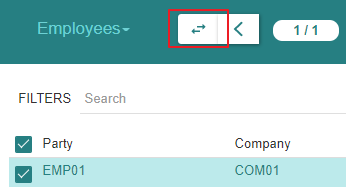 Employees
1 / 1
FILTERS Search
Party Company
EMP01 COM01